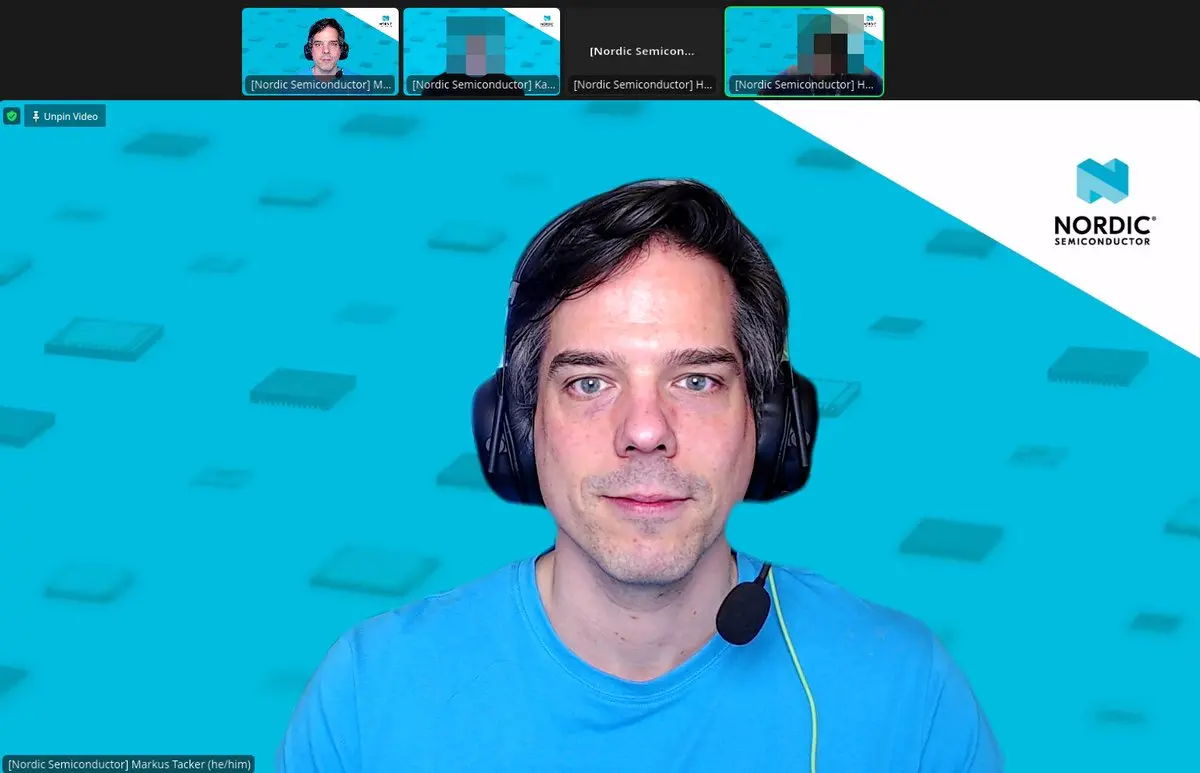 [Nordic Semicon...
[Nordic Semiconductor] M...
[Nordic Semiconductor] Ka...
[Nordic Semiconductor] H...
[Nordic Semiconductor] H...
Unpin Video
NORDIC®
SEMICONDUCTOR
[Nordic Semiconductor] Markus Tacker (he/him)